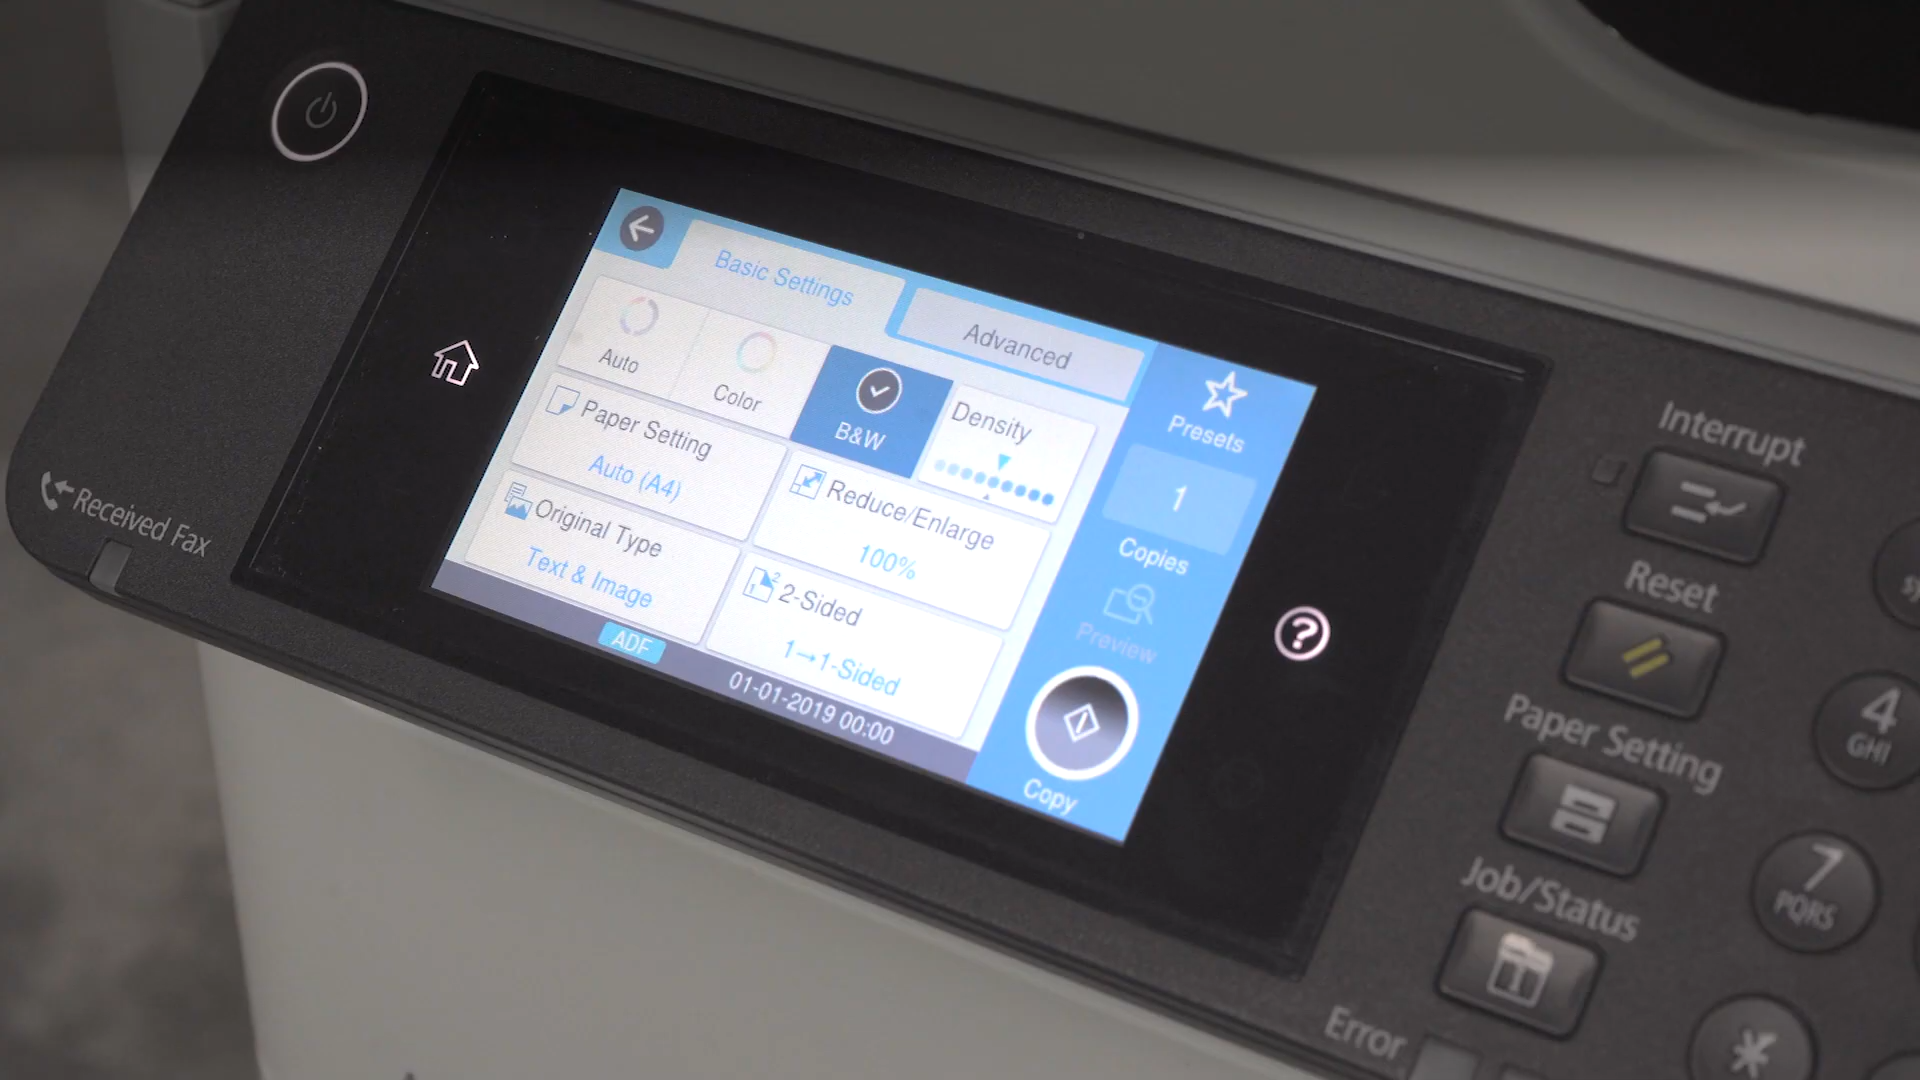 Basic Settings
Advanced
Auto
Color
B&W
Density
Presets
Paper Setting
Auto (A4)
Reduce/Enlarge
100%
1
Copies
Original Type
Text & Image
2-Sided
1→1-Sided
Preview
ADF
01-01-2019 00:00
Copy
Received Fax
Interrupt
Reset
Paper Setting
Job/Status
Error
4
GHI
7
PQRS
*
?